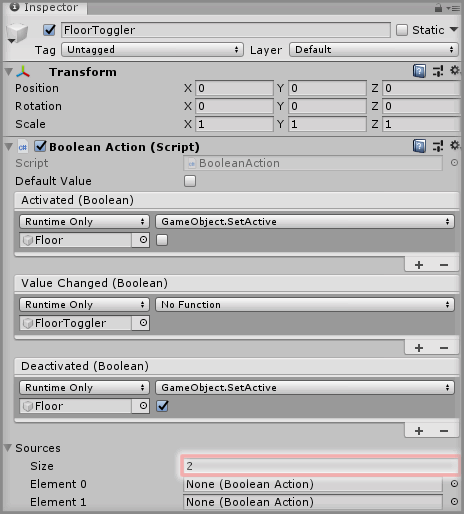 Inspector
FloorToggler Static
Tag Untagged Layer Default
Transform
Position X 0 Y 0 Z 0
Rotation X 0 Y 0 Z 0
Scale X 1 Y 1 Z 1
Boolean Action (Script)
Script BooleanAction
Default Value
Activated (Boolean)
Runtime Only GameObject.SetActive
Floor
Value Changed (Boolean)
Runtime Only No Function
FloorToggler
Deactivated (Boolean)
Runtime Only GameObject.SetActive
Floor
Sources
Size 2
Element 0 None (Boolean Action)
Element 1 None (Boolean Action)